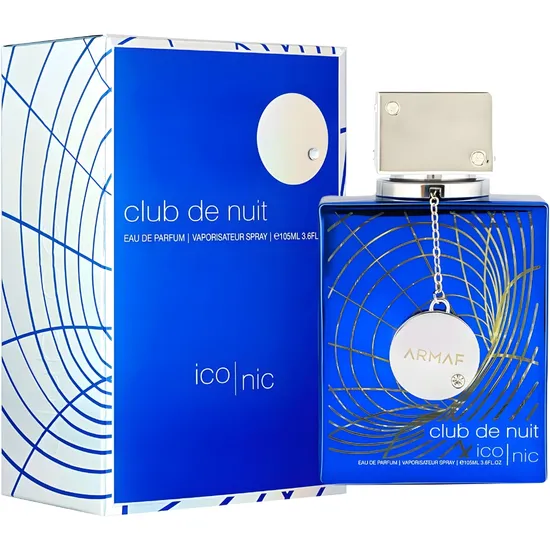 club de nuit
EAU DE PARFUM | VAPORISATEUR SPRAY | ℮105ML 3.6FL
ico|nic
ARMAF
club de nuit
ico|nic
EAU DE PARFUM | VAPORISATEUR SPRAY | ℮105ML 3.6FL.OZ